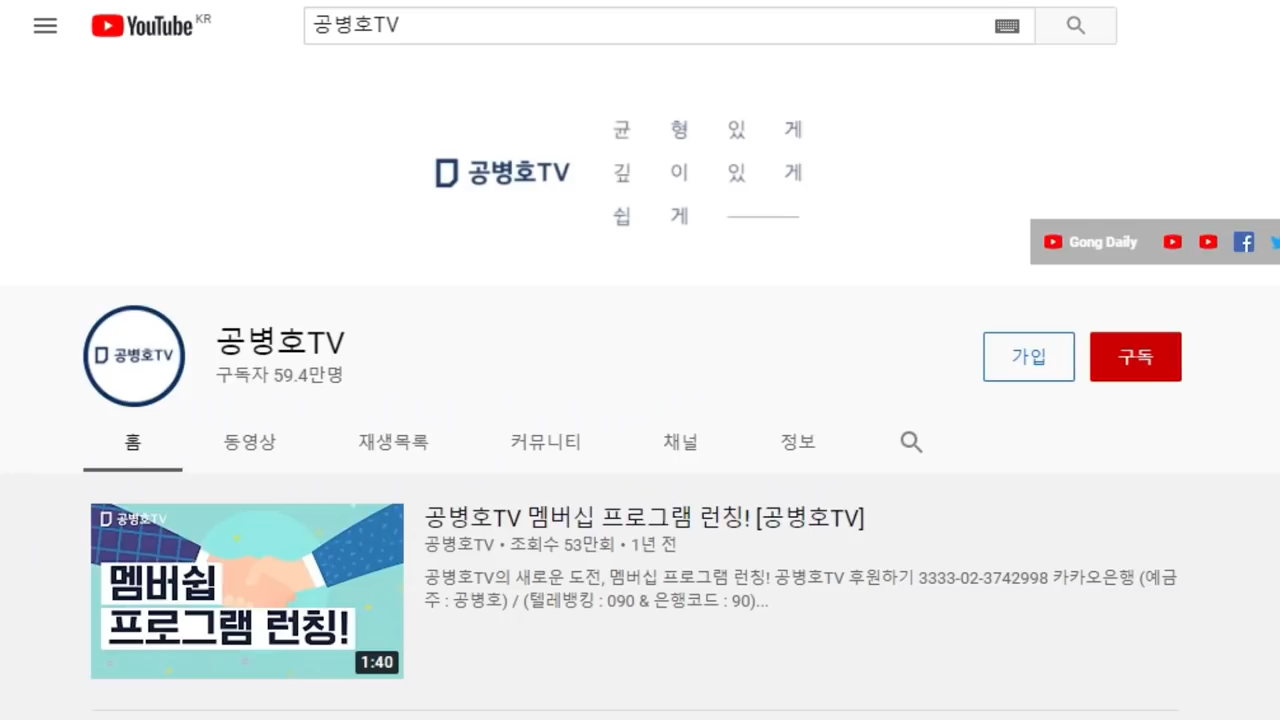 YouTube KR
공병호TV
균 형 있 게
공병호TV
깊 이 있 게
쉽 게
Gong Daily
공병호TV
공병호TV
구독자 59.4만명
가입
구독
홈 동영상 재생목록 커뮤니티 채널 정보
공병호TV
멤버쉽
프로그램 런칭!
1:40
공병호TV 멤버십 프로그램 런칭! [공병호TV]
공병호TV • 조회수 53만회 • 1년 전
공병호TV의 새로운 도전, 멤버십 프로그램 런칭! 공병호TV 후원하기 3333-02-3742998 카카오은행 (예금
주 : 공병호) / (텔레뱅킹 : 090 & 은행코드 : 90)...